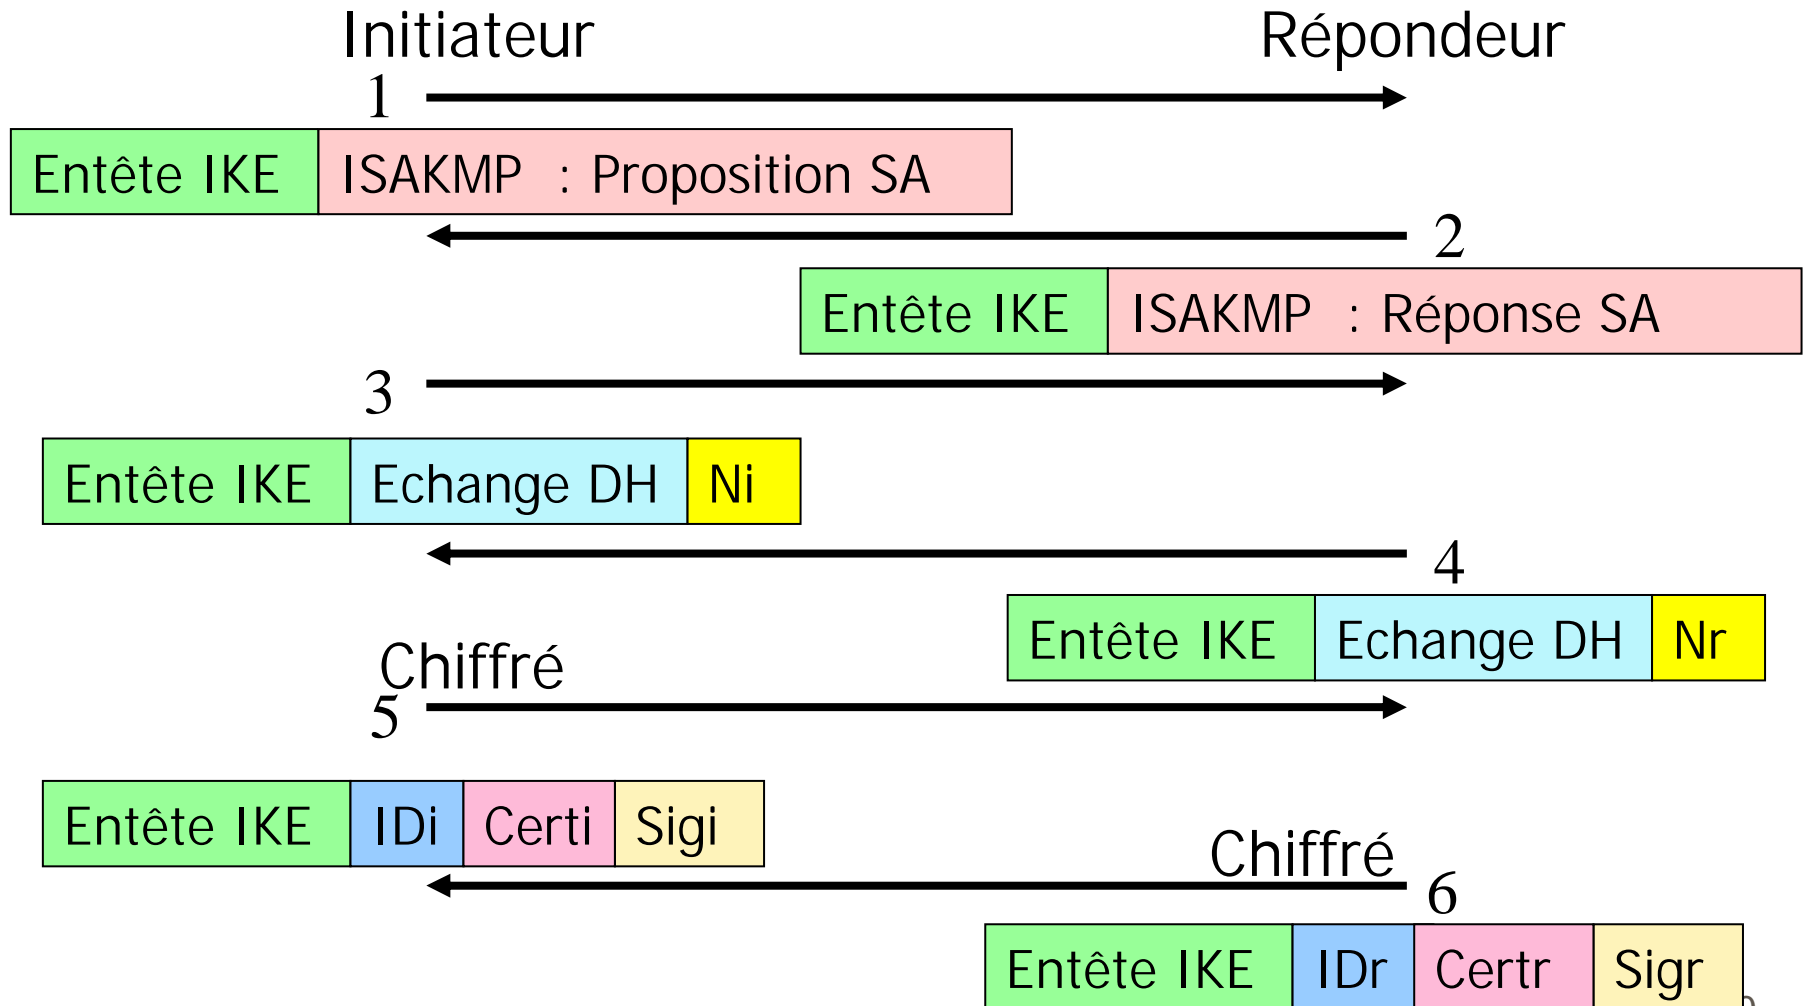 Initiateur Répondeur
1
Entête IKE ISAKMP : Proposition SA
2
Entête IKE ISAKMP : Réponse SA
3
Entête IKE Echange DH Ni
4
Entête IKE Echange DH Nr
Chiffré
5
Entête IKE IDi Certi Sigi
Chiffré
6
Entête IKE IDr Certr Sigr